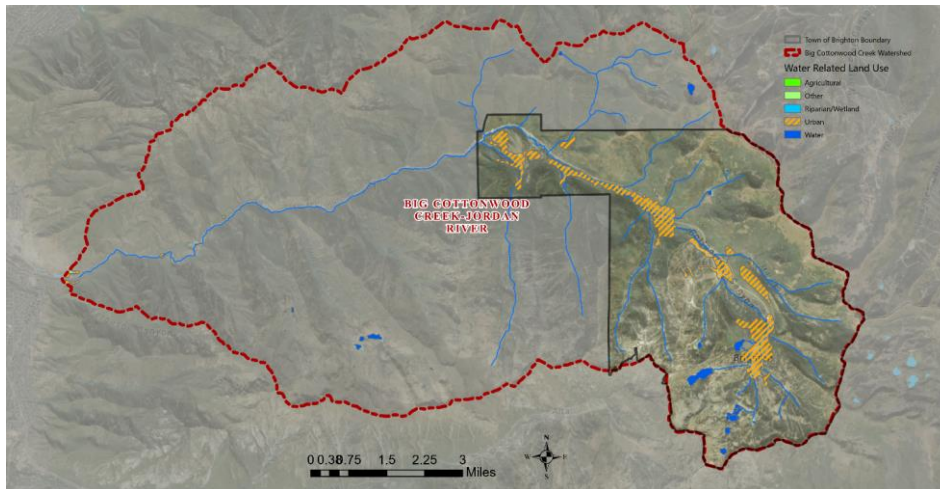 Town of Brighton Boundary
Big Cottonwood Creek Watershed
Water Related Land Use
Agricultural
Other
Riparian/Wetland
Urban
Water
BIG COTTONWOOD
CREEK-JORDAN
RIVER
N
W
S
0 0.38 0.75 1.5 2.25 3
Miles